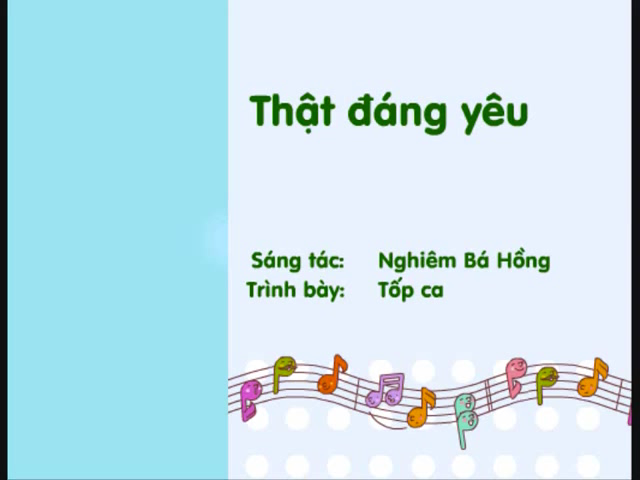 Thật đáng yêu
Sáng tác: Nghiêm Bá Hồng
Trình bày: Tốp ca